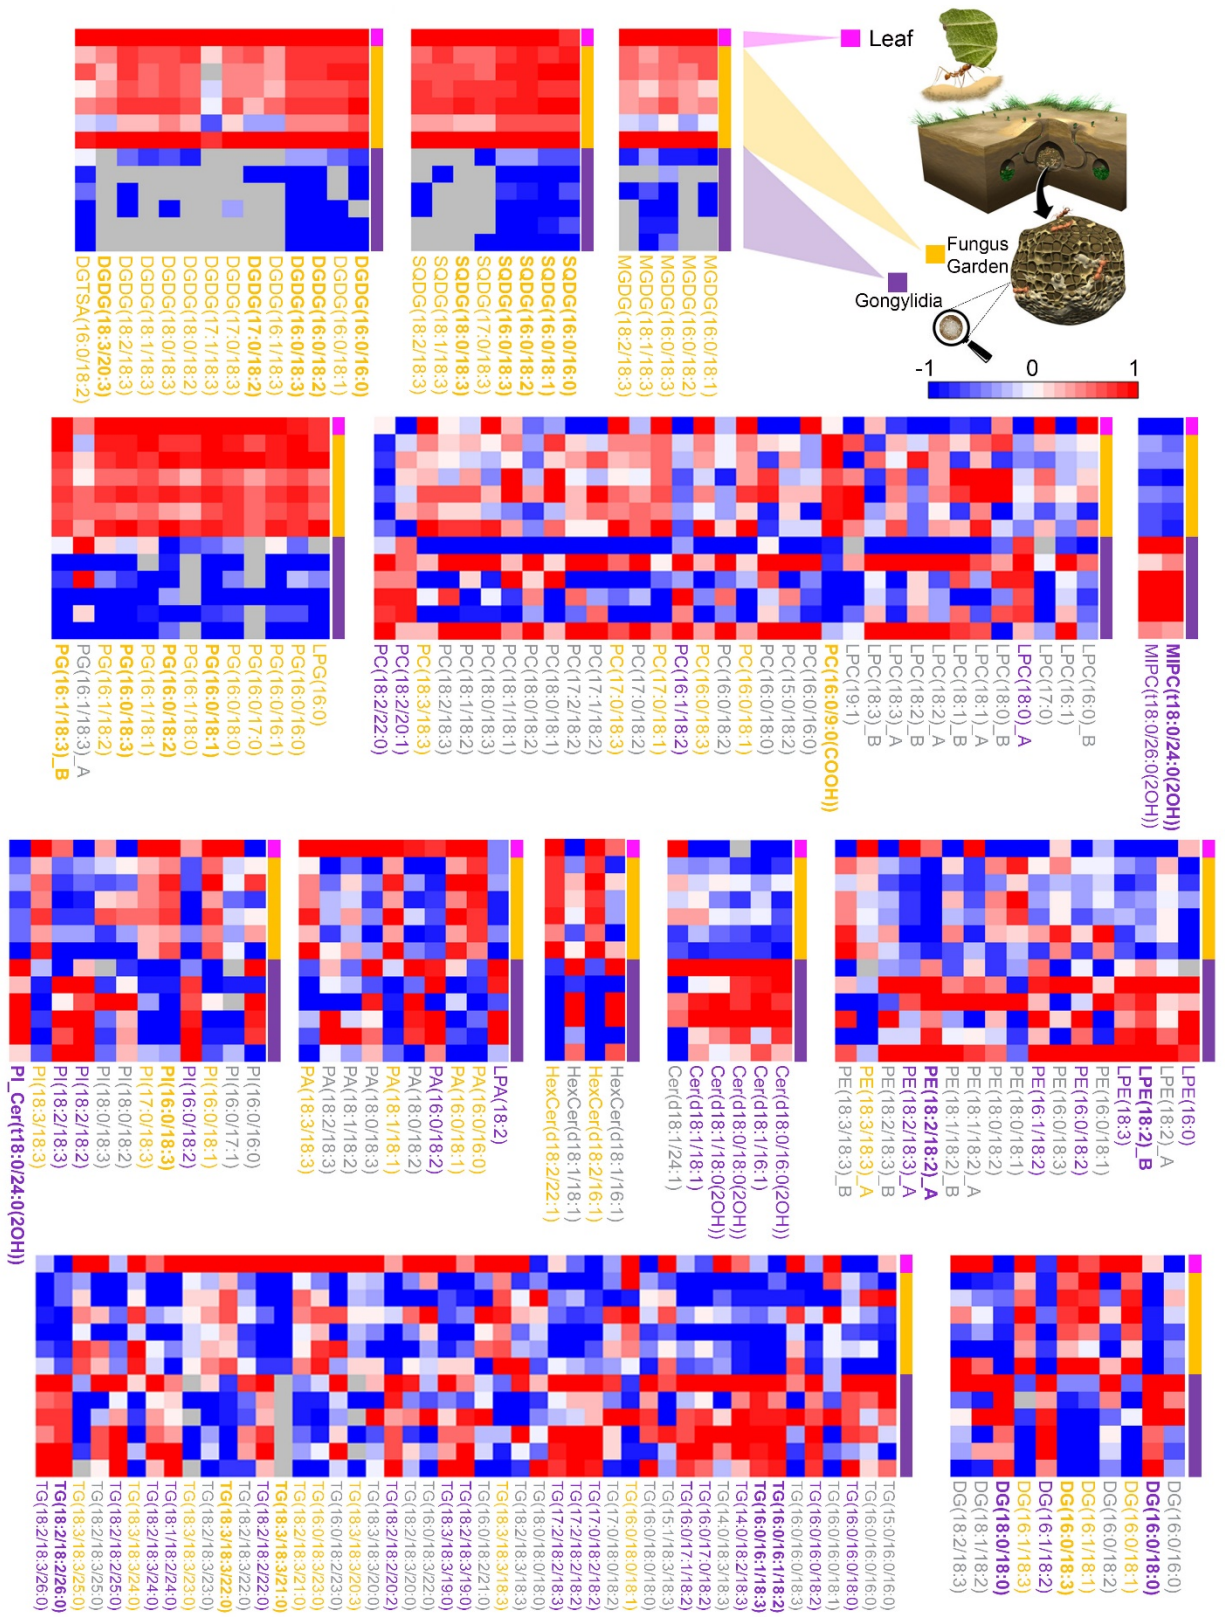 Leaf
Fungus
Garden
Gongylidia
-1 0 1
DGTSA(16:0/18:2)
DGDG(18:3/20:3)
DGDG(18:2/18:3)
DGDG(18:1/18:3)
DGDG(18:0/18:3)
DGDG(18:0/18:2)
DGDG(17:1/18:3)
DGDG(17:0/18:3)
DGDG(17:0/18:2)
DGDG(16:1/18:3)
DGDG(16:0/18:3)
DGDG(16:0/18:2)
DGDG(16:0/18:1)
DGDG(16:0/16:0)
SQDG(18:2/18:3)
SQDG(18:1/18:3)
SQDG(18:0/18:3)
SQDG(17:0/18:3)
SQDG(16:0/18:3)
SQDG(16:0/18:2)
SQDG(16:0/18:1)
SQDG(16:0/16:0)
MGDG(18:2/18:3)
MGDG(18:1/18:3)
MGDG(16:0/18:3)
MGDG(16:0/18:2)
MGDG(16:0/18:1)
PG(16:1/18:3)_B
PG(16:1/18:3)_A
PG(16:1/18:2)
PG(16:0/18:3)
PG(16:1/18:1)
PG(16:0/18:2)
PG(16:1/18:0)
PG(16:0/18:1)
PG(16:0/18:0)
PG(16:0/17:0)
PG(16:0/16:1)
PG(16:0/16:0)
LPG(16:0)
PC(18:2/22:0)
PC(18:2/20:1)
PC(18:3/18:3)
PC(18:2/18:3)
PC(18:1/18:2)
PC(18:0/18:3)
PC(18:1/18:1)
PC(18:0/18:2)
PC(18:0/18:1)
PC(17:2/18:2)
PC(17:1/18:2)
PC(17:0/18:3)
PC(17:0/18:2)
PC(17:0/18:1)
PC(16:1/18:2)
PC(16:0/18:3)
PC(16:0/18:2)
PC(16:0/18:1)
PC(16:0/18:0)
PC(15:0/18:2)
PC(16:0/16:0)
PC(16:0/9:0(COOH))
LPC(19:1)
LPC(18:3)_B
LPC(18:3)_A
LPC(18:2)_B
LPC(18:2)_A
LPC(18:1)_B
LPC(18:1)_A
LPC(18:0)_B
LPC(18:0)_A
LPC(17:0)
LPC(16:1)
LPC(16:0)_B
MIPC(t18:0/26:0(2OH))
MIPC(t18:0/24:0(2OH))
PI_Cer(t18:0/24:0(2OH))
PI(18:3/18:3)
PI(18:2/18:3)
PI(18:2/18:2)
PI(18:0/18:3)
PI(18:0/18:2)
PI(17:0/18:3)
PI(16:0/18:3)
PI(16:0/18:2)
PI(16:0/18:1)
PI(16:0/17:1)
PI(16:0/16:0)
PA(18:3/18:3)
PA(18:2/18:3)
PA(18:1/18:2)
PA(18:0/18:3)
PA(18:1/18:1)
PA(18:0/18:2)
PA(16:0/18:2)
PA(16:0/18:1)
PA(16:0/16:0)
LPA(18:2)
HexCer(d18:2/22:1)
HexCer(d18:1/18:1)
HexCer(d18:2/16:1)
HexCer(d18:1/16:1)
Cer(d18:1/24:1)
Cer(d18:1/18:1)
Cer(d18:1/18:0(2OH))
Cer(d18:0/18:0(2OH))
Cer(d18:1/16:1)
Cer(d18:0/16:0(2OH))
PE(18:3/18:3)_B
PE(18:3/18:3)_A
PE(18:2/18:3)_B
PE(18:2/18:3)_A
PE(18:2/18:2)_A
PE(18:1/18:2)_B
PE(18:1/18:2)_A
PE(18:0/18:2)
PE(18:0/18:1)
PE(16:1/18:2)
PE(16:0/18:3)
PE(16:0/18:2)
PE(16:0/18:1)
LPE(18:3)
LPE(18:2)_B
LPE(18:2)_A
LPE(16:0)
TG(18:2/18:3/26:0)
TG(18:2/18:2/26:0)
TG(18:3/18:3/25:0)
TG(18:2/18:3/25:0)
TG(18:2/18:2/25:0)
TG(18:3/18:3/24:0)
TG(18:2/18:3/24:0)
TG(18:1/18:2/24:0)
TG(18:3/18:3/23:0)
TG(18:2/18:3/23:0)
TG(18:3/18:3/22:0)
TG(18:2/18:3/22:0)
TG(18:2/18:2/22:0)
TG(18:3/18:3/21:0)
TG(18:2/18:3/21:0)
TG(16:0/18:3/23:0)
TG(16:0/18:2/23:0)
TG(18:3/18:3/20:0)
TG(18:2/18:3/20:0)
TG(18:2/18:2/20:0)
TG(16:0/18:3/22:0)
TG(16:0/18:2/22:0)
TG(18:3/18:3/19:0)
TG(18:2/18:3/19:0)
TG(16:0/18:2/21:0)
TG(18:3/18:3/18:3)
TG(18:2/18:3/18:3)
TG(18:0/18:0/18:0)
TG(17:2/18:2/18:3)
TG(17:2/18:2/18:2)
TG(17:0/18:2/18:2)
TG(17:0/18:0/18:2)
TG(18:0/18:0/18:1)
TG(16:0/18:0/18:0)
TG(16:0/18:3/18:3)
TG(15:1/18:3/18:3)
TG(16:0/17:1/18:2)
TG(16:0/17:0/18:2)
TG(14:0/18:3/18:3)
TG(14:0/18:2/18:3)
TG(16:0/16:1/18:3)
TG(16:0/16:1/18:2)
TG(16:0/16:0/18:3)
TG(16:0/16:0/18:2)
TG(16:0/16:0/18:1)
TG(16:0/16:0/18:0)
TG(16:0/16:0/16:0)
TG(15:0/16:0/16:0)
DG(18:2/18:3)
DG(18:1/18:2)
DG(18:0/18:0)
DG(16:1/18:3)
DG(16:1/18:2)
DG(16:0/18:3)
DG(16:1/18:1)
DG(16:0/18:2)
DG(16:0/18:1)
DG(16:0/18:0)
DG(16:0/16:0)